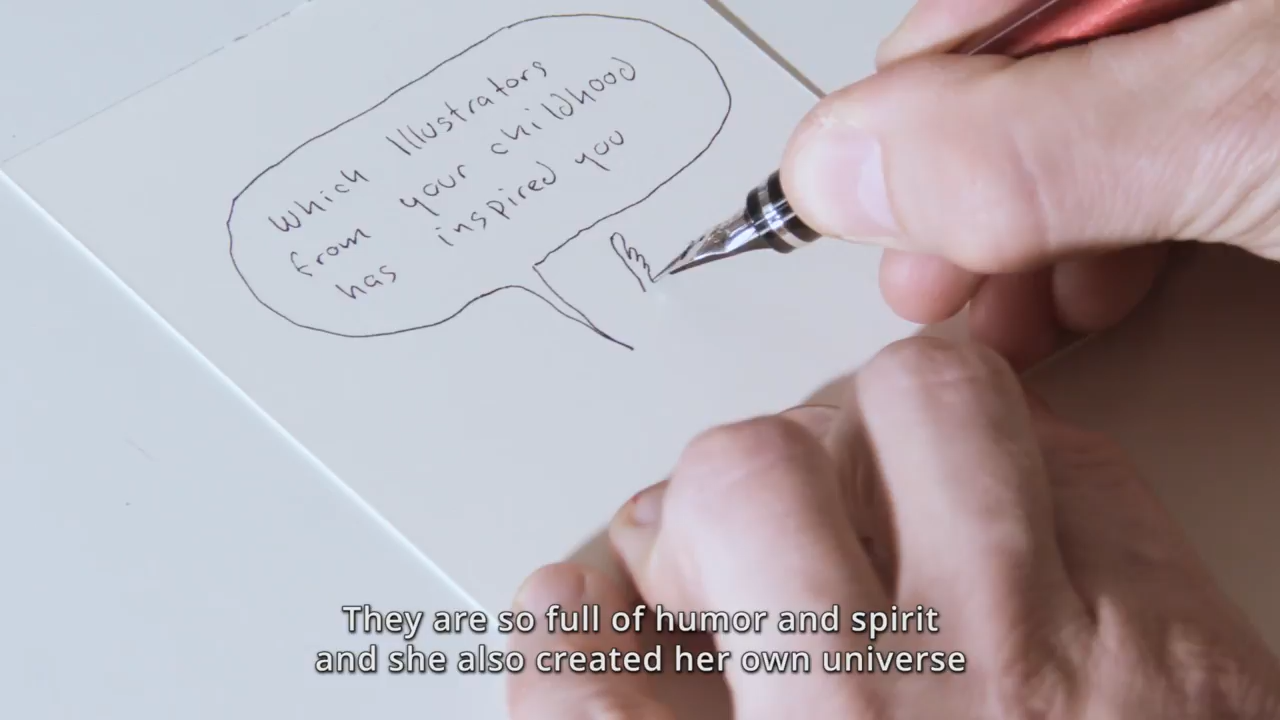 Which Illustrators
from your childhood
has inspired you
They are so full of humor and spirit
and she also created her own universe